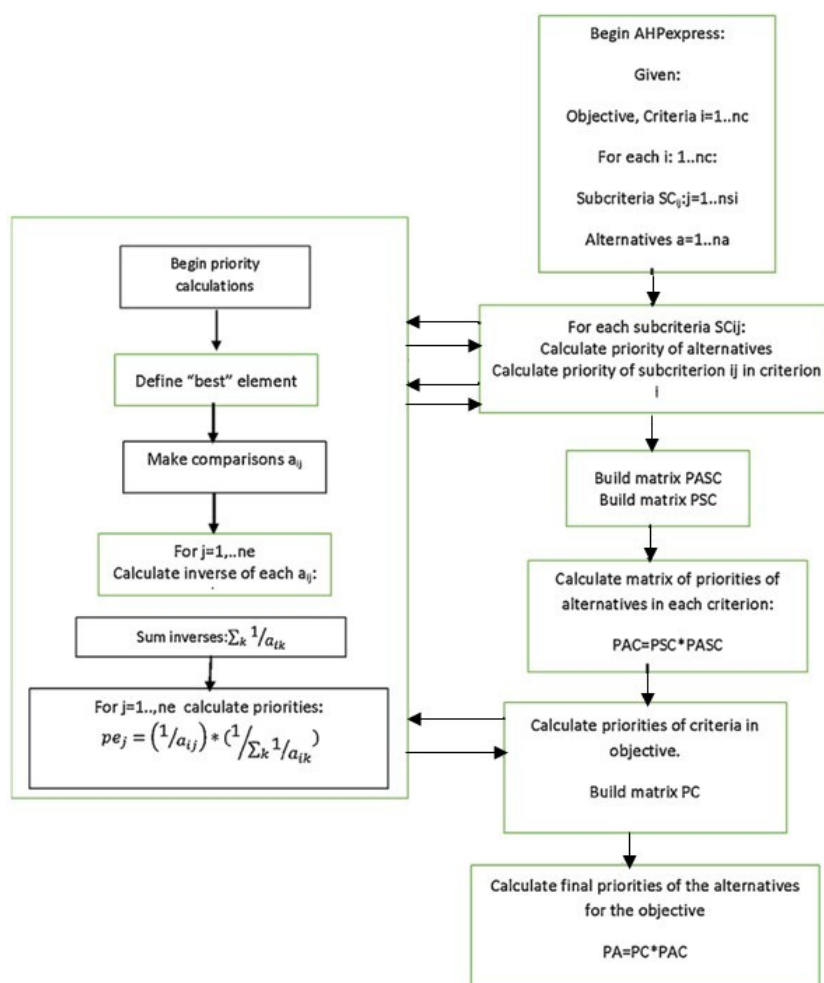 Begin AHPexpress:
Given:
Objective, Criteria i=1..nc
For each i: 1..nc:
Subcriteria SCᵢⱼ:j=1..nsi
Alternatives a=1..na
Begin priority
calculations
Define “best” element
Make comparisons aᵢⱼ
For j=1,..ne
Calculate inverse of each aᵢⱼ:
Sum inverses:∑ₖ 1/aᵢₖ
For j=1..,ne calculate priorities:
peⱼ = (1/aᵢⱼ) * (1/∑ₖ 1/aᵢₖ)
For each subcriteria SCij:
Calculate priority of alternatives
Calculate priority of subcriterion ij in criterion
i
Build matrix PASC
Build matrix PSC
Calculate matrix of priorities of
alternatives in each criterion:
PAC=PSC*PASC
Calculate priorities of criteria in
objective.
Build matrix PC
Calculate final priorities of the alternatives
for the objective
PA=PC*PAC